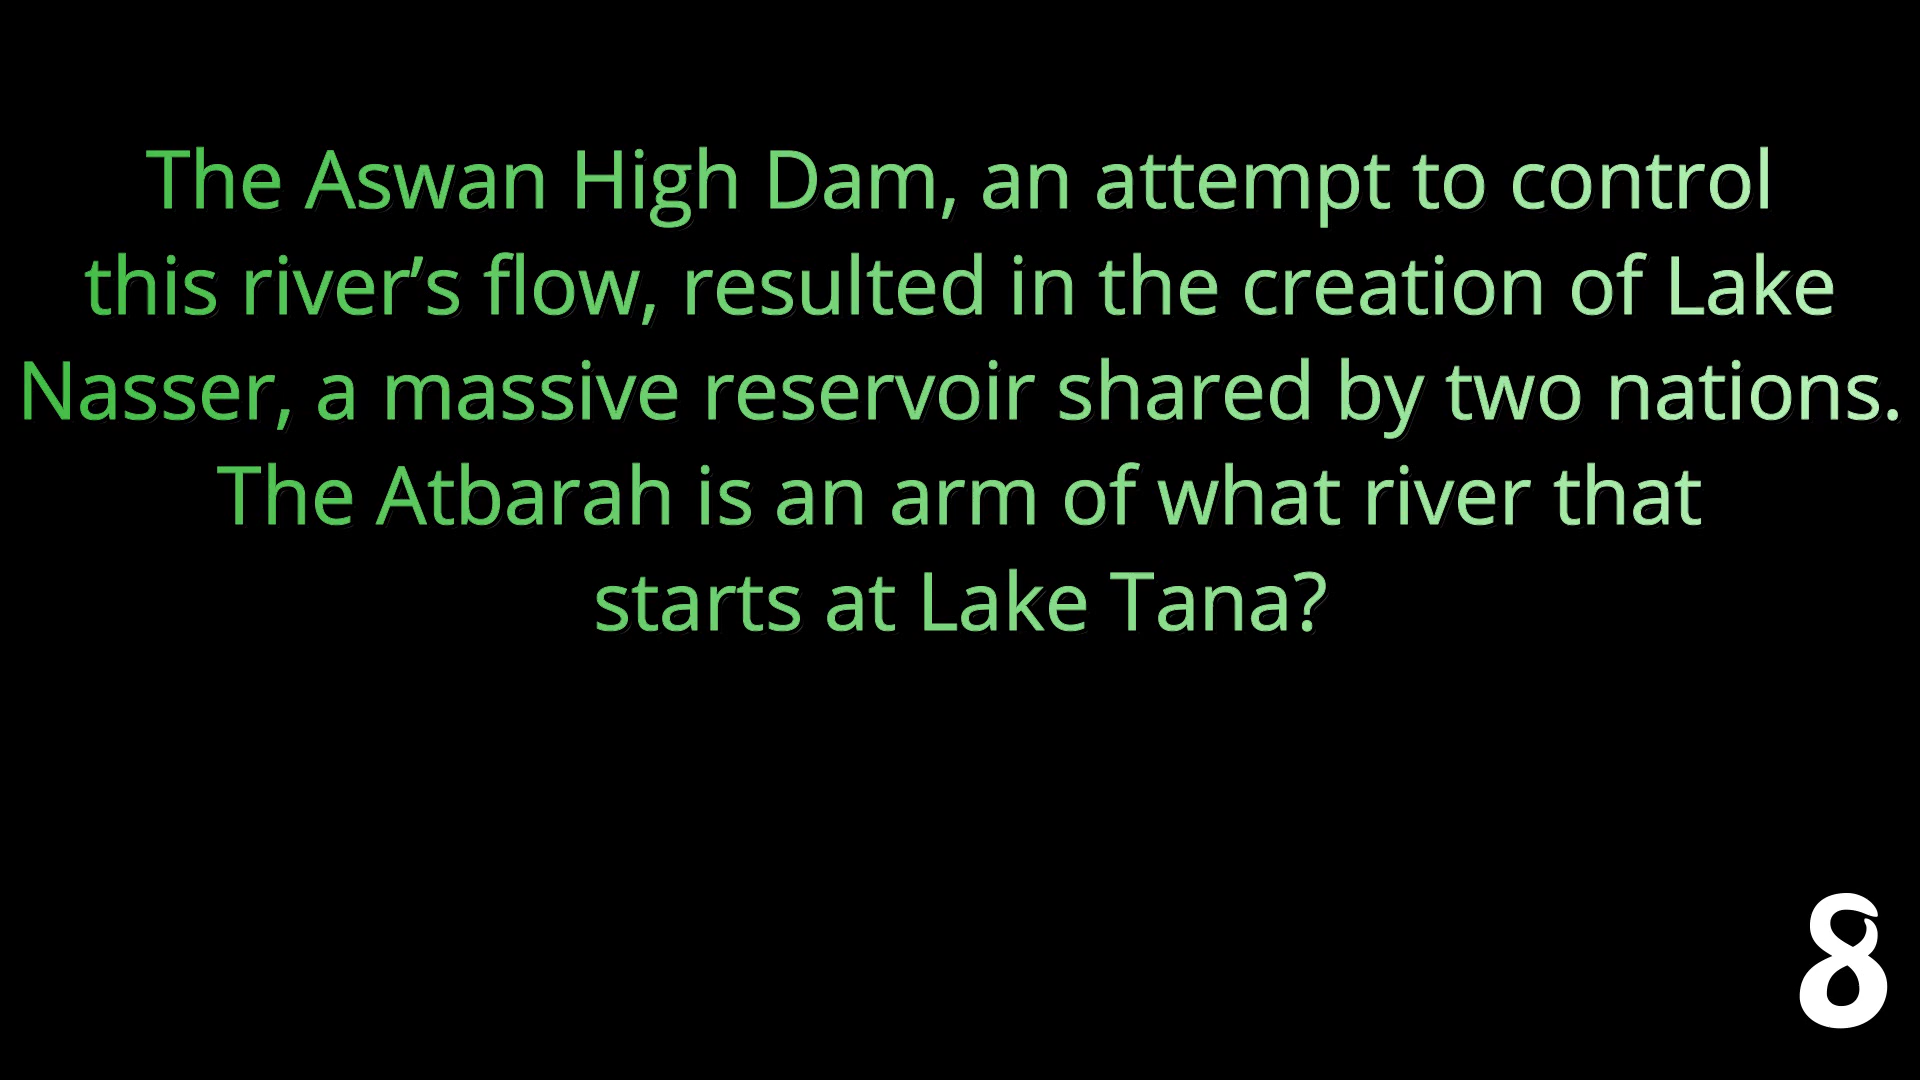 The Aswan High Dam, an attempt to control
this river’s flow, resulted in the creation of Lake
Nasser, a massive reservoir shared by two nations.
The Atbarah is an arm of what river that
starts at Lake Tana?
8